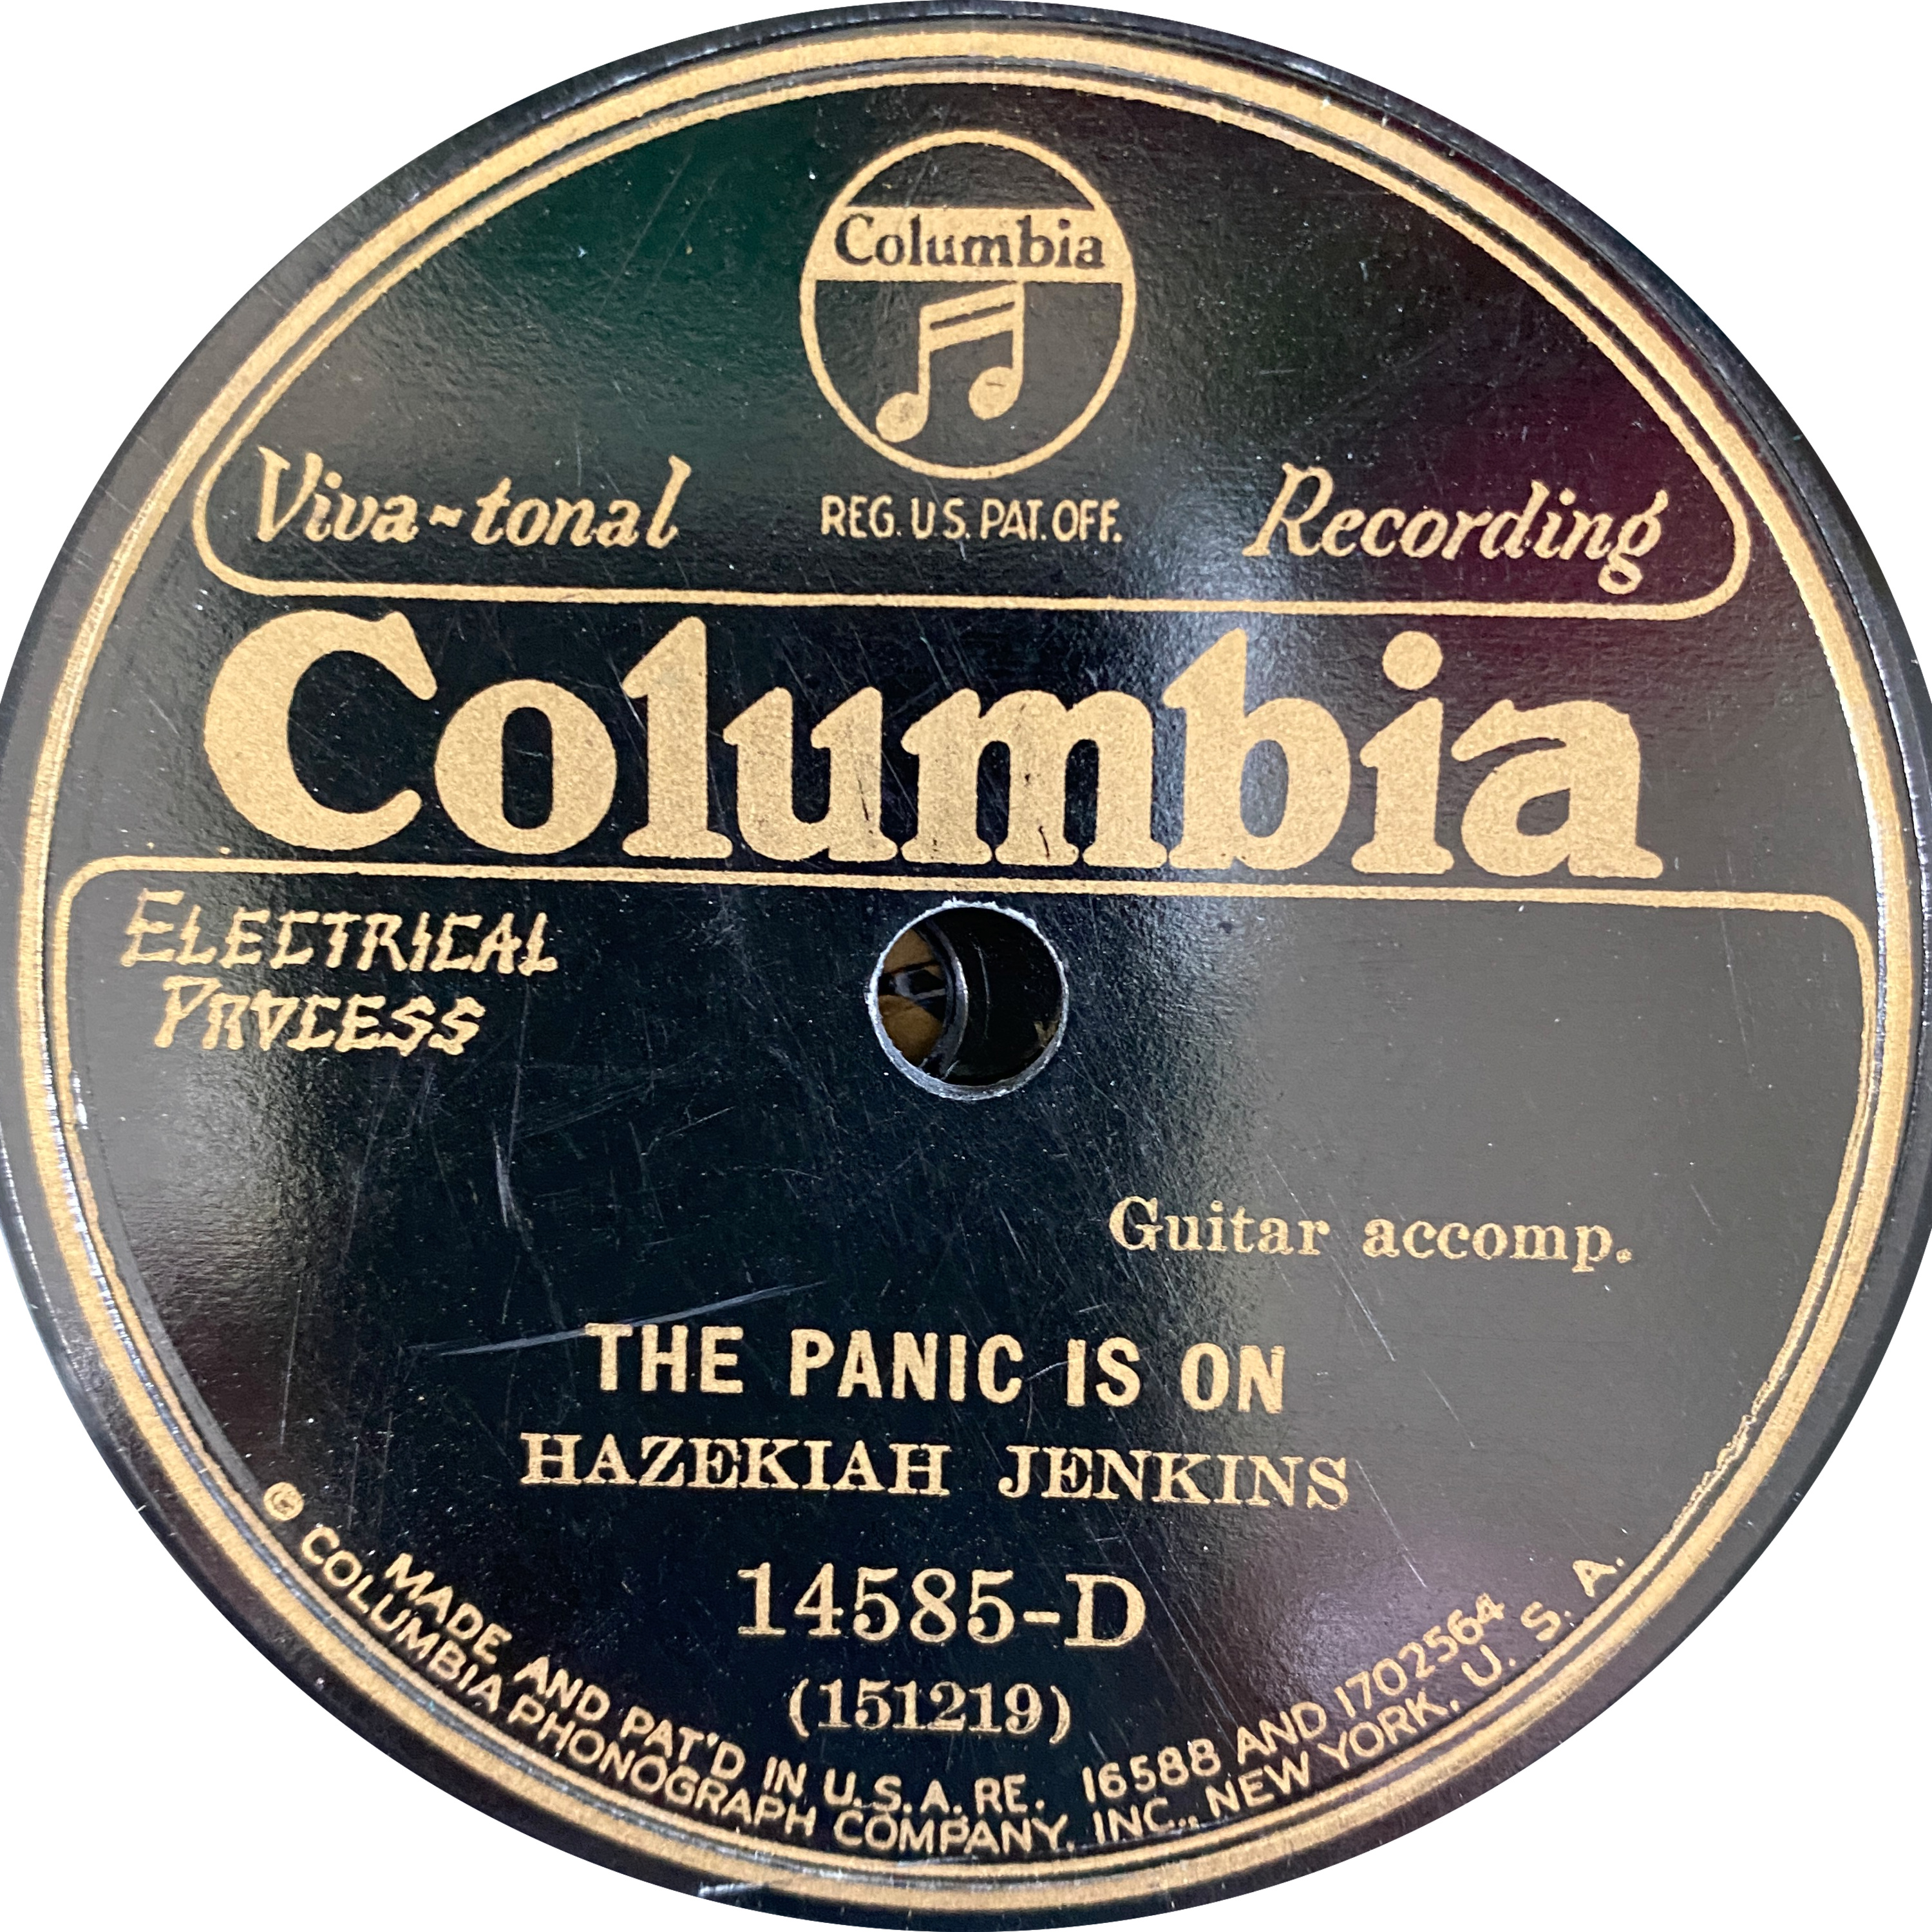 Columbia
Viva-tonal REG. U.S. PAT. OFF. Recording
Columbia
ELECTRICAL
PROCESS
Guitar accomp.
THE PANIC IS ON
HAZEKIAH JENKINS
14585-D
(151219)
MADE AND PAT'D IN U.S.A. RE. 16588 AND 1702564
© COLUMBIA PHONOGRAPH COMPANY, INC., NEW YORK, U. S. A.